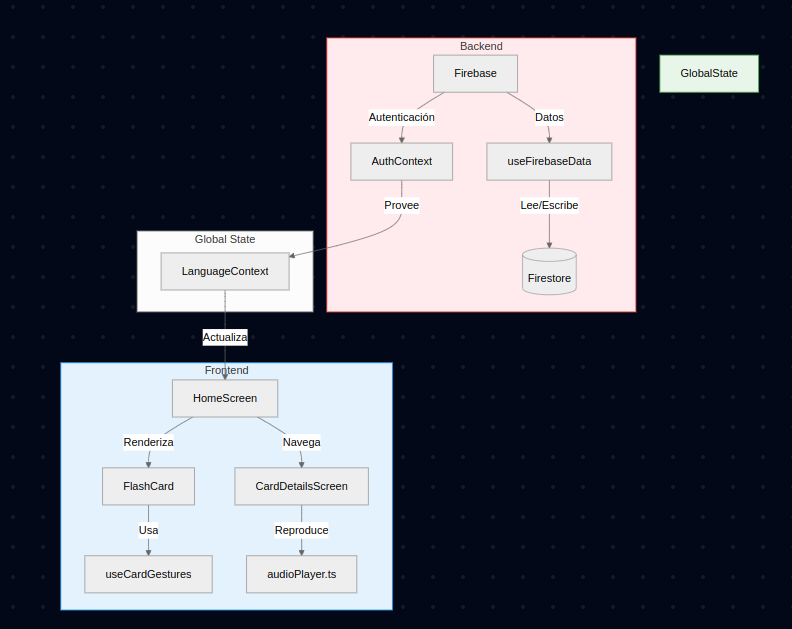 Backend
Firebase
GlobalState
Autenticación
Datos
AuthContext
useFirebaseData
Provee
Lee/Escribe
Global State
LanguageContext
Firestore
Actualiza
Frontend
HomeScreen
Renderiza
Navega
FlashCard
CardDetailsScreen
Usa
Reproduce
useCardGestures
audioPlayer.ts